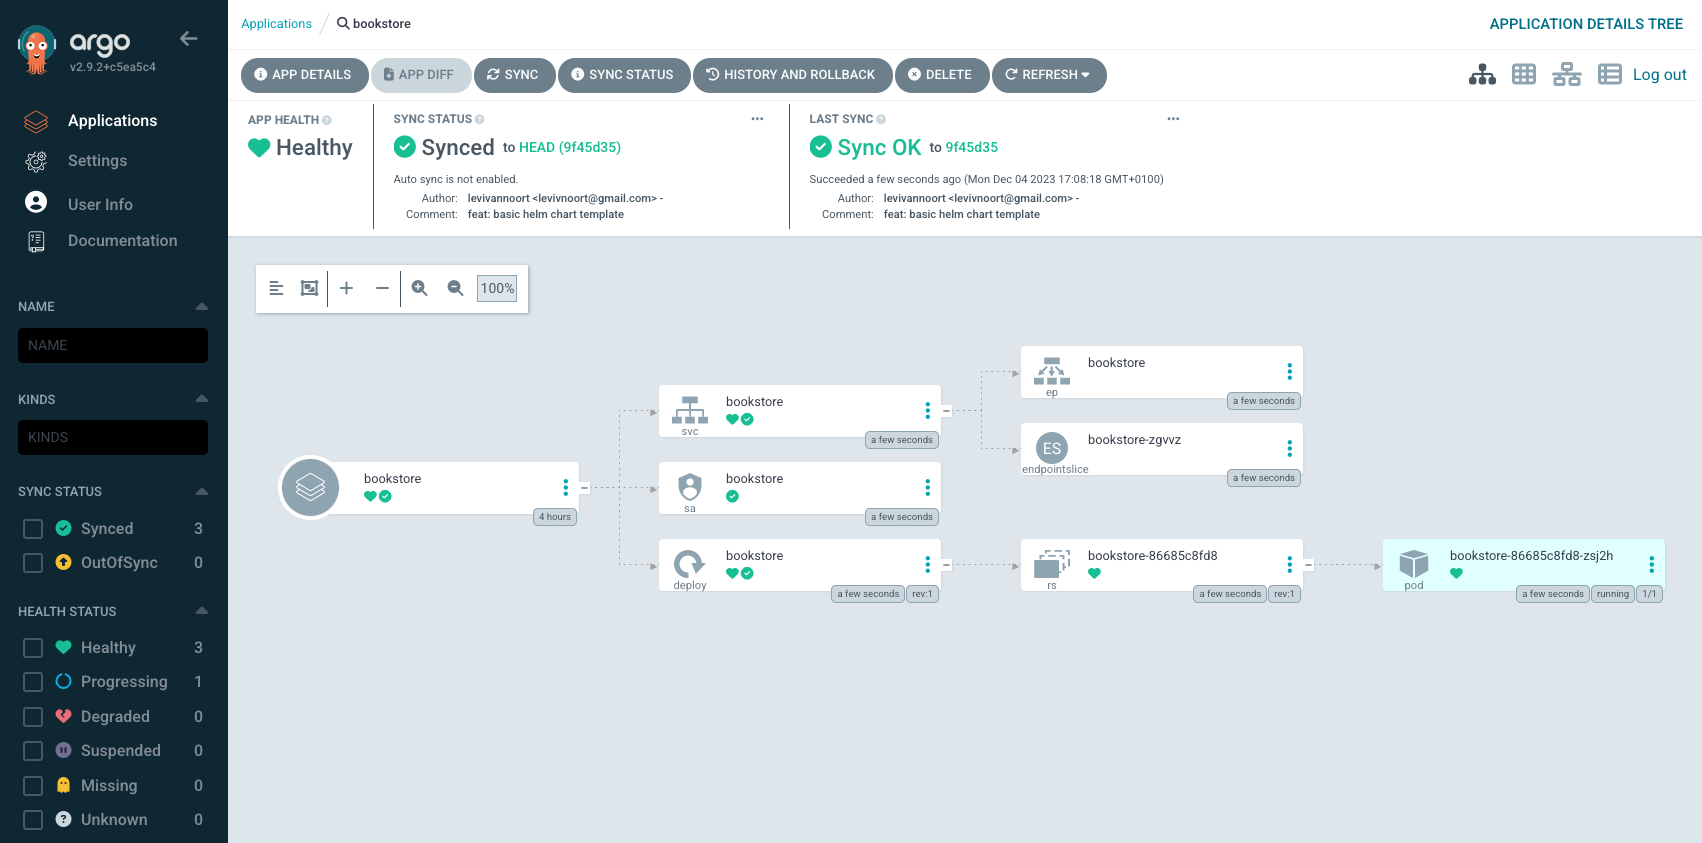 argo
v2.9.2+c5ea5c4
Applications
Settings
User Info
Documentation
NAME
NAME
KINDS
KINDS
SYNC STATUS
Synced 3
OutOfSync 0
HEALTH STATUS
Healthy 3
Progressing 1
Degraded 0
Suspended 0
Missing 0
Unknown 0
Applications / bookstore
APPLICATION DETAILS TREE
APP DETAILS APP DIFF SYNC SYNC STATUS HISTORY AND ROLLBACK DELETE REFRESH Log out
APP HEALTH
Healthy
SYNC STATUS
Synced to HEAD (9f45d35)
Auto sync is not enabled.
Author: levivannoort <levivnoort@gmail.com> -
Comment: feat: basic helm chart template
LAST SYNC
Sync OK to 9f45d35
Succeeded a few seconds ago (Mon Dec 04 2023 17:08:18 GMT+0100)
Author: levivannoort <levivnoort@gmail.com> -
Comment: feat: basic helm chart template
100%
bookstore
4 hours
bookstore
svc
a few seconds
bookstore
sa
a few seconds
bookstore
deploy
a few seconds rev:1
bookstore
ep
a few seconds
ES
bookstore-zgvvz
endpointslice
a few seconds
bookstore-86685c8fd8
rs
a few seconds rev:1
bookstore-86685c8fd8-zsj2h
pod
a few seconds running 1/1